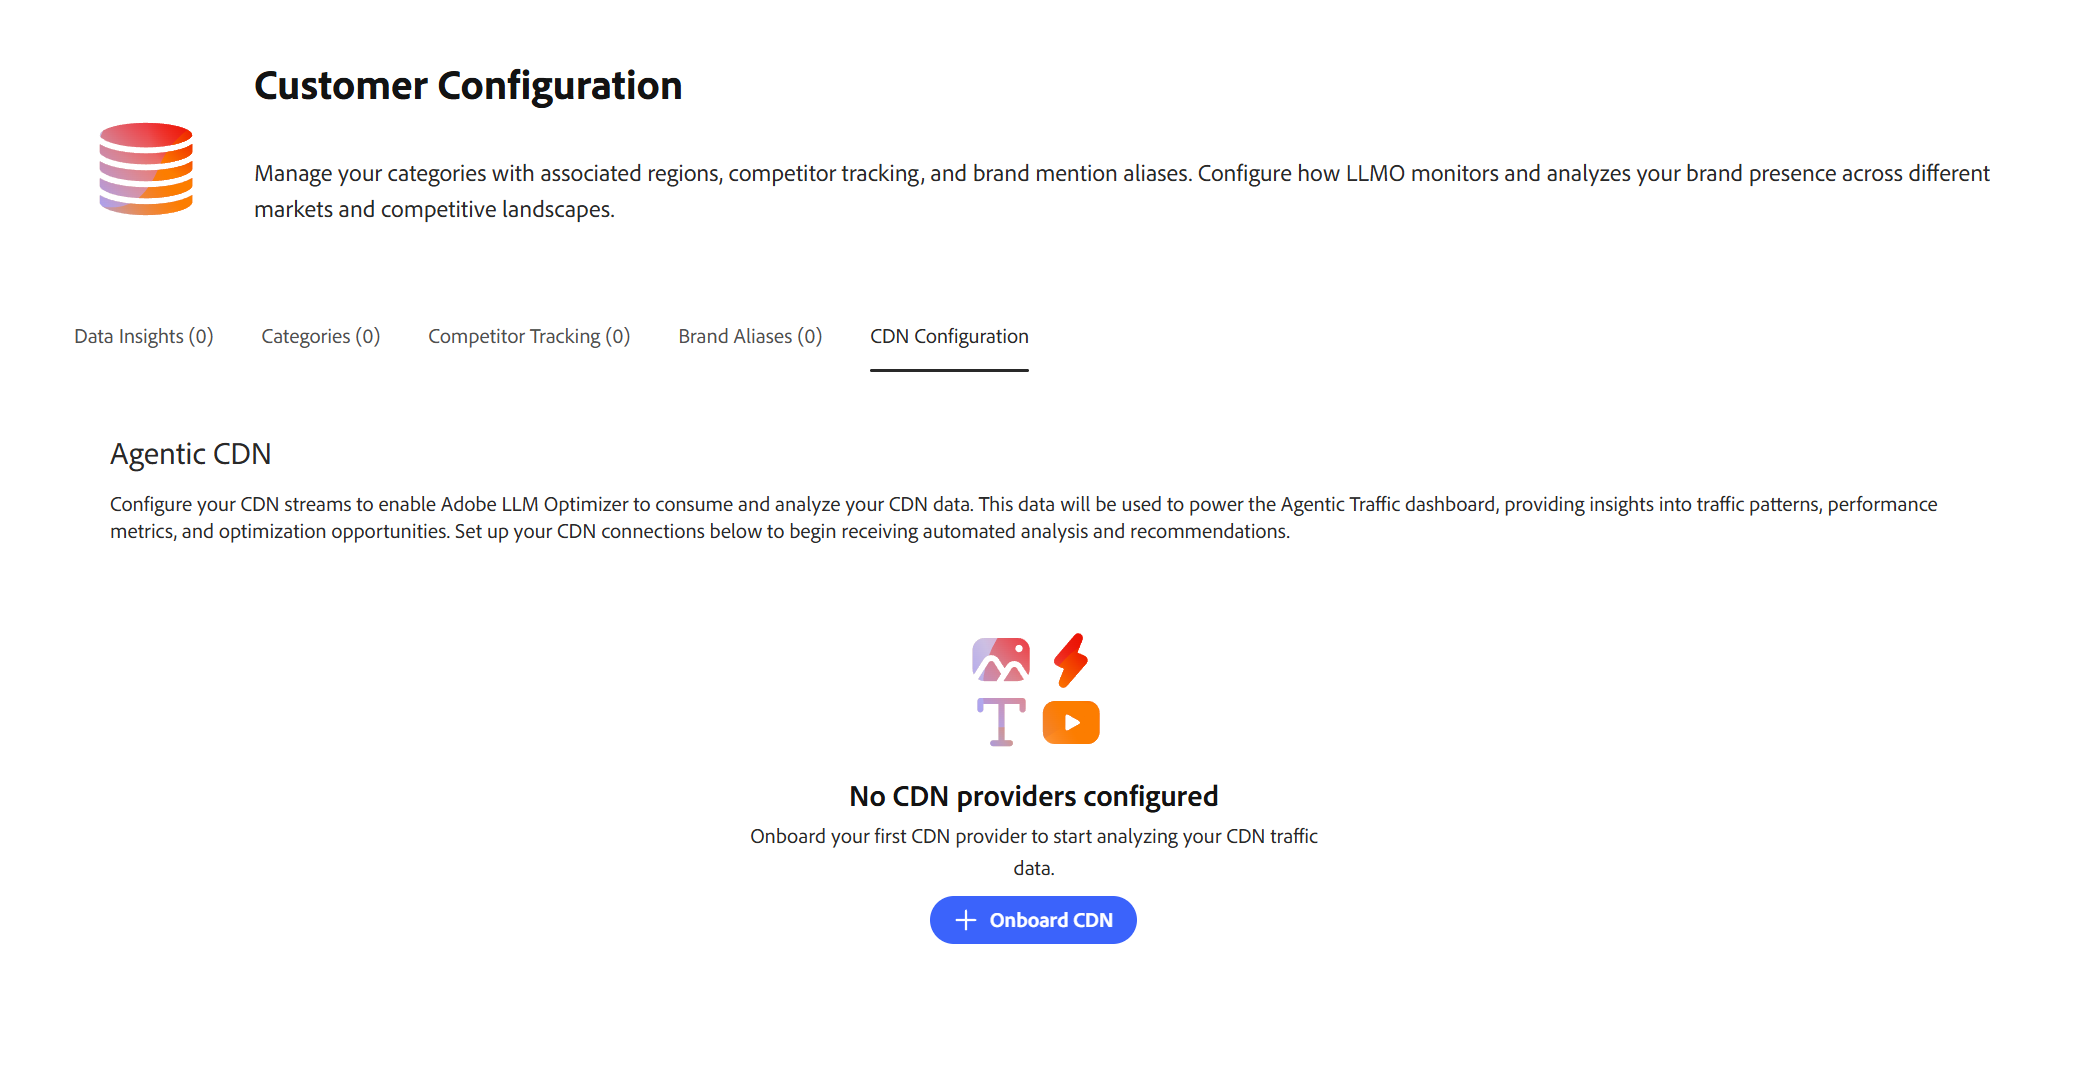 Customer Configuration
Manage your categories with associated regions, competitor tracking, and brand mention aliases. Configure how LLMO monitors and analyzes your brand presence across different
markets and competitive landscapes.
Data Insights (0)
Categories (0)
Competitor Tracking (0)
Brand Aliases (0)
CDN Configuration
Agentic CDN
Configure your CDN streams to enable Adobe LLM Optimizer to consume and analyze your CDN data. This data will be used to power the Agentic Traffic dashboard, providing insights into traffic patterns, performance
metrics, and optimization opportunities. Set up your CDN connections below to begin receiving automated analysis and recommendations.
No CDN providers configured
Onboard your first CDN provider to start analyzing your CDN traffic
data.
Onboard CDN